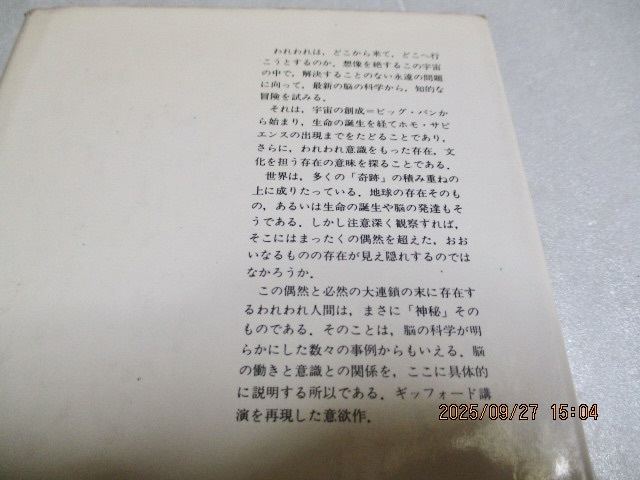 われわれは，どこから来て，どこへ行
こうとするのか．想像を絶するこの宇宙
の中で，解決することのない永遠の問題
に向って，最新の脳の科学から，知的な
冒険を試みる．
それは，宇宙の創成＝ビッグ・バンか
ら始まり，生命の誕生を経てホモ・サピ
エンスの出現までをたどることであり，
さらに，われわれ意識をもった存在，文
化を担う存在の意味を探ることである．
世界は，多くの「奇跡」の積み重ねの
上に成りたっている．地球の存在そのも
の，あるいは生命の誕生や脳の発達もそ
うである．しかし注意深く観察すれば，
そこにはまったくの偶然を超えた，おお
いなるものの存在が見え隠れするのでは
なかろうか．
この偶然と必然の大連鎖の末に存在す
るわれわれ人間は，まさに「神秘」その
ものである．そのことは，脳の科学が明
らかにした数々の事例からもいえる．脳
の働きと意識との関係を，ここに具体的
に説明する所以である．ギッフォード講
演を再現した意欲作．
2025/09/27 15:04